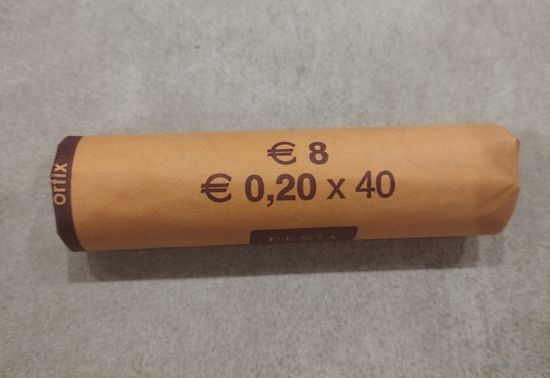 orfix
€ 8
€ 0,20 x 40